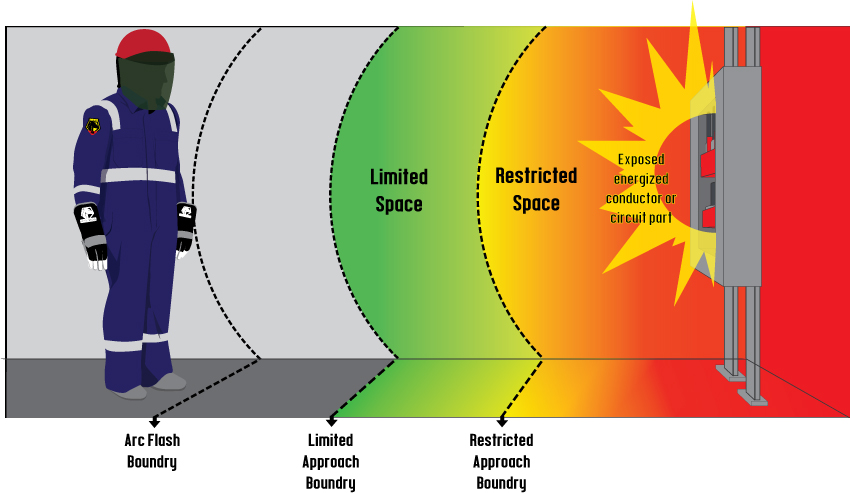 Limited
Space
Restricted
Space
Exposed
energized
conductor or
circuit part
Arc Flash
Boundry
Limited
Approach
Boundry
Restricted
Approach
Boundry